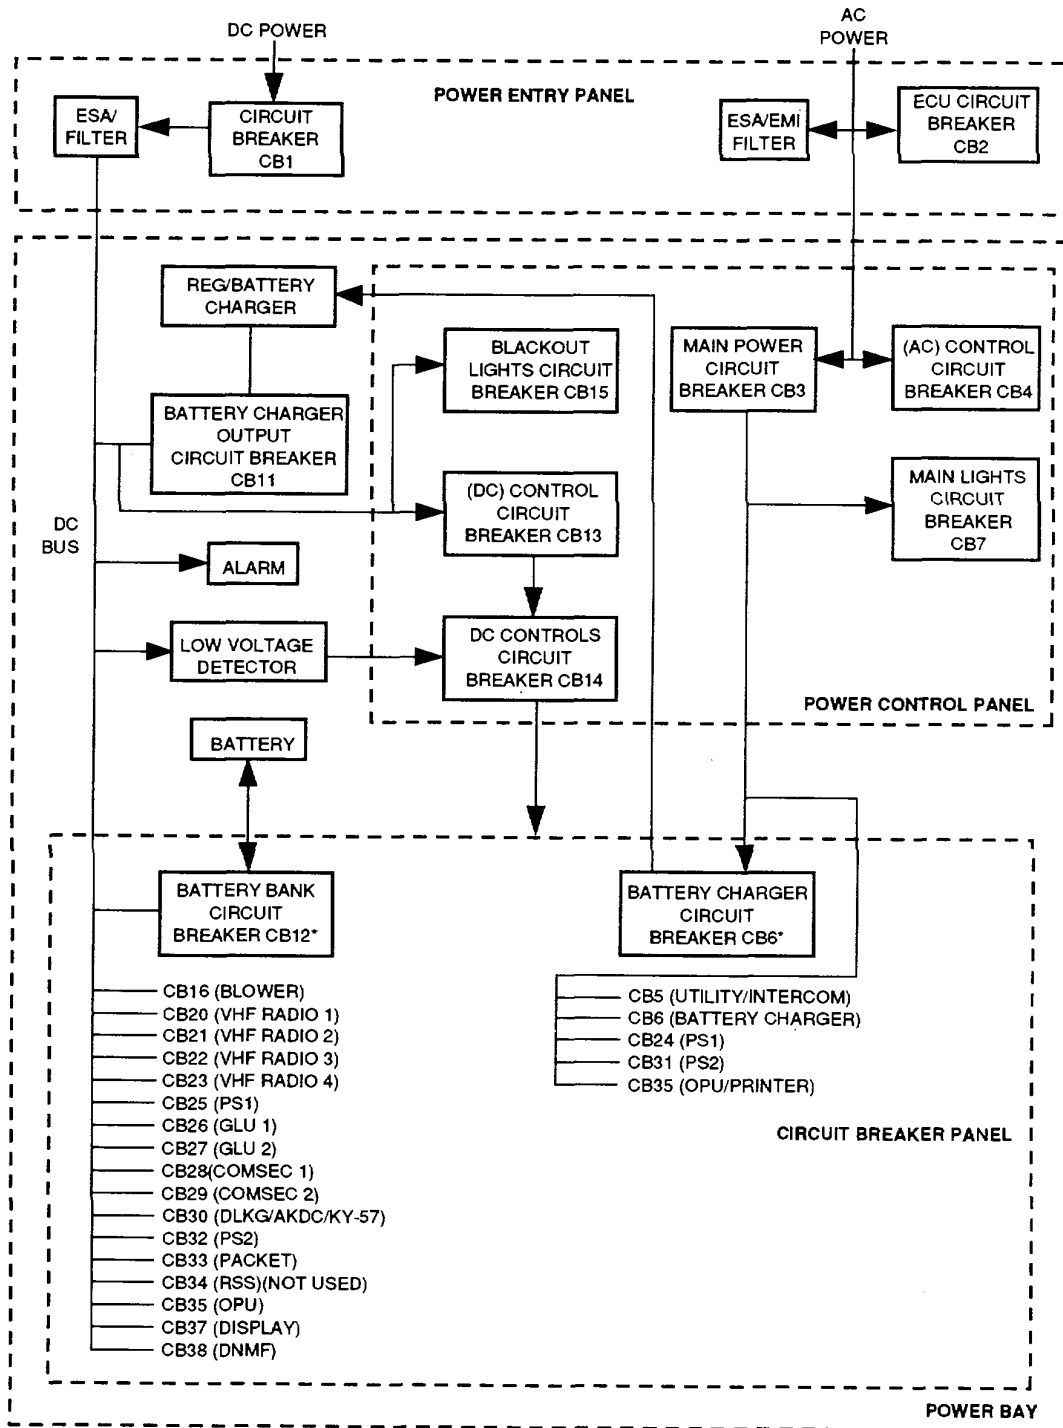 DC POWER
AC
POWER
POWER ENTRY PANEL
ESA/
FILTER
CIRCUIT
BREAKER
CB1
ESA/EMI
FILTER
ECU CIRCUIT
BREAKER
CB2
REG/BATTERY
CHARGER
BLACKOUT
LIGHTS CIRCUIT
BREAKER CB15
MAIN POWER
CIRCUIT
BREAKER CB3
(AC) CONTROL
CIRCUIT
BREAKER CB4
BATTERY CHARGER
OUTPUT
CIRCUIT BREAKER
CB11
(DC) CONTROL
CIRCUIT
BREAKER CB13
MAIN LIGHTS
CIRCUIT
BREAKER
CB7
DC
BUS
ALARM
LOW VOLTAGE
DETECTOR
DC CONTROLS
CIRCUIT
BREAKER CB14
POWER CONTROL PANEL
BATTERY
BATTERY BANK
CIRCUIT
BREAKER CB12*
BATTERY CHARGER
CIRCUIT
BREAKER CB6*
CB16 (BLOWER)
CB20 (VHF RADIO 1)
CB21 (VHF RADIO 2)
CB22 (VHF RADIO 3)
CB23 (VHF RADIO 4)
CB25 (PS1)
CB26 (GLU 1)
CB27 (GLU 2)
CB28(COMSEC 1)
CB29 (COMSEC 2)
CB30 (DLKG/AKDC/KY-57)
CB32 (PS2)
CB33 (PACKET)
CB34 (RSS)(NOT USED)
CB35 (OPU)
CB37 (DISPLAY)
CB38 (DNMF)
CB5 (UTILITY/INTERCOM)
CB6 (BATTERY CHARGER)
CB24 (PS1)
CB31 (PS2)
CB35 (OPU/PRINTER)
CIRCUIT BREAKER PANEL
POWER BAY